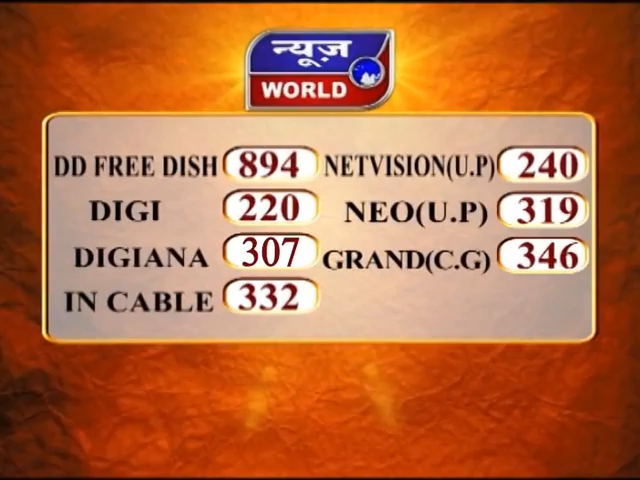 न्यूज़
WORLD
DD FREE DISH 894 NETVISION(U.P) 240
DIGI 220 NEO(U.P) 319
DIGIANA 307 GRAND(C.G) 346
IN CABLE 332